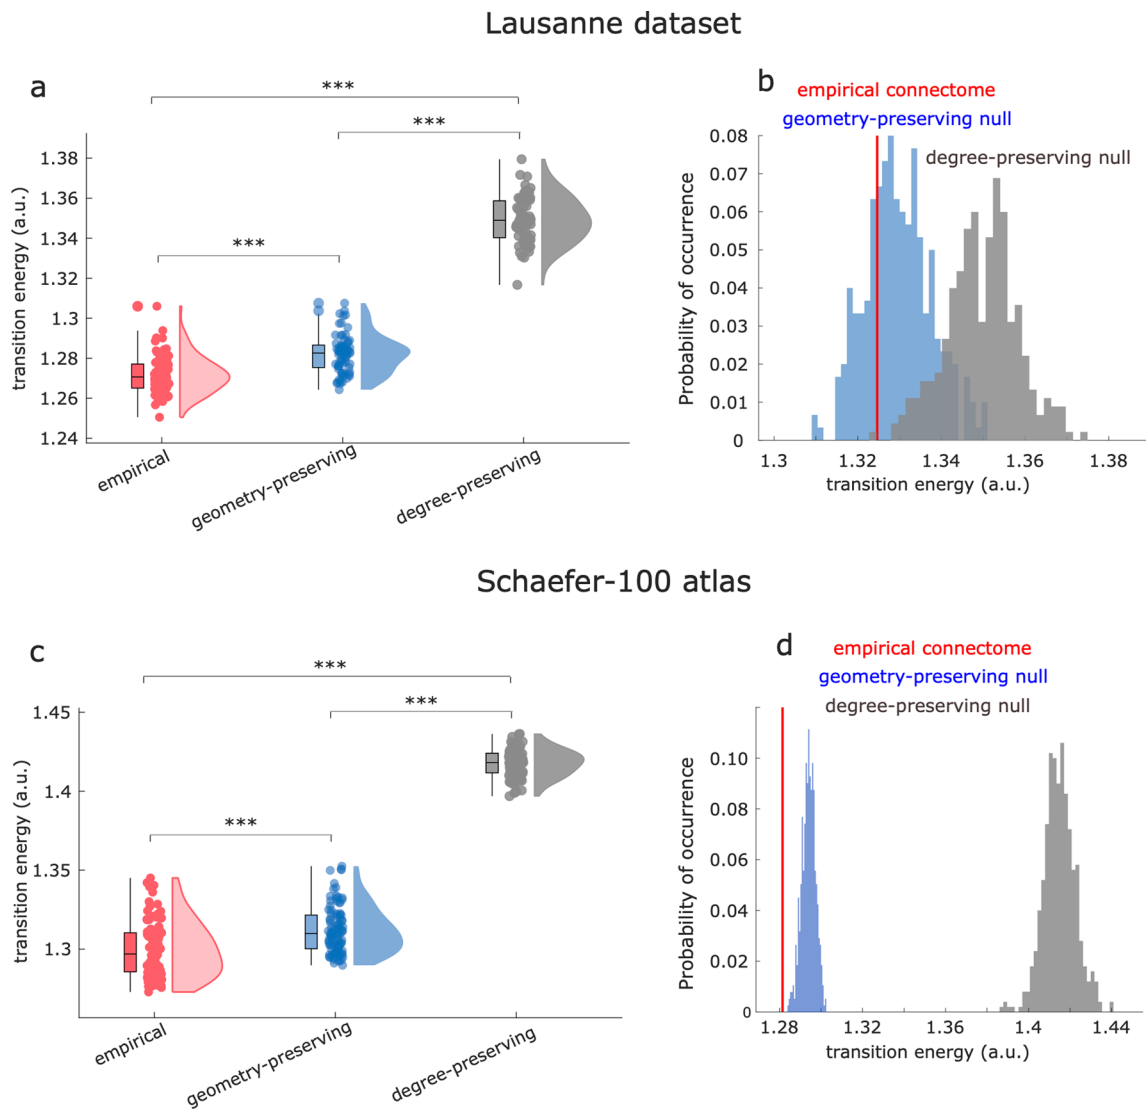 Lausanne dataset
a
***
***
***
transition energy (a.u.)
1.38
1.36
1.34
1.32
1.3
1.28
1.26
1.24
empirical
geometry-preserving
degree-preserving
b
empirical connectome
geometry-preserving null
degree-preserving null
Probability of occurrence
0.08
0.07
0.06
0.05
0.04
0.03
0.02
0.01
0
1.3 1.32 1.34 1.36 1.38
transition energy (a.u.)
Schaefer-100 atlas
c
***
***
***
transition energy (a.u.)
1.45
1.4
1.35
1.3
empirical
geometry-preserving
degree-preserving
d
empirical connectome
geometry-preserving null
degree-preserving null
Probability of occurrence
0.10
0.08
0.06
0.04
0.02
0
1.28 1.32 1.36 1.4 1.44
transition energy (a.u.)